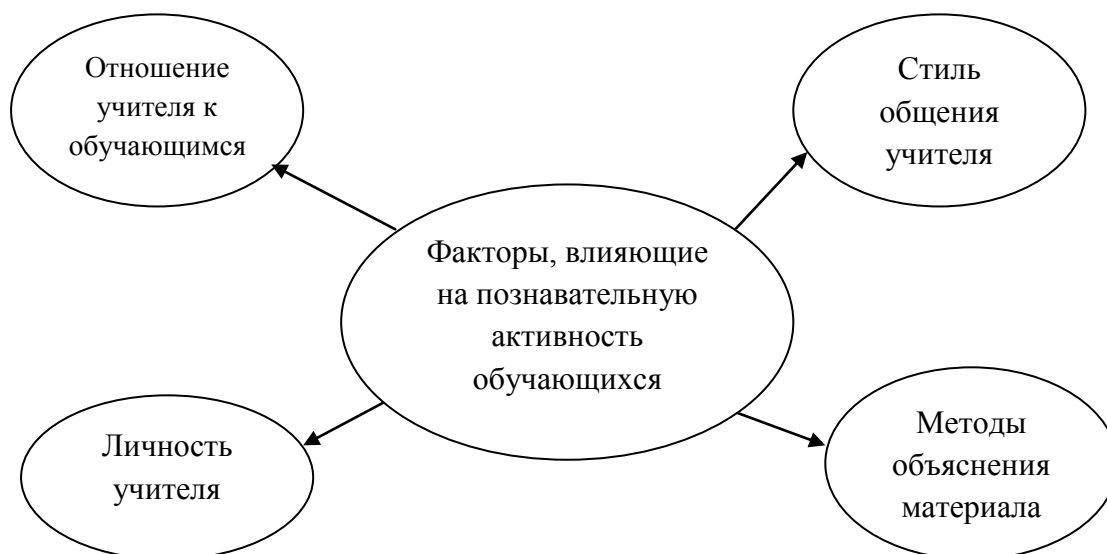 Отношение
учителя к
обучающимся
Стиль
общения
учителя
Факторы, влияющие
на познавательную
активность
обучающихся
Личность
учителя
Методы
объяснения
материала